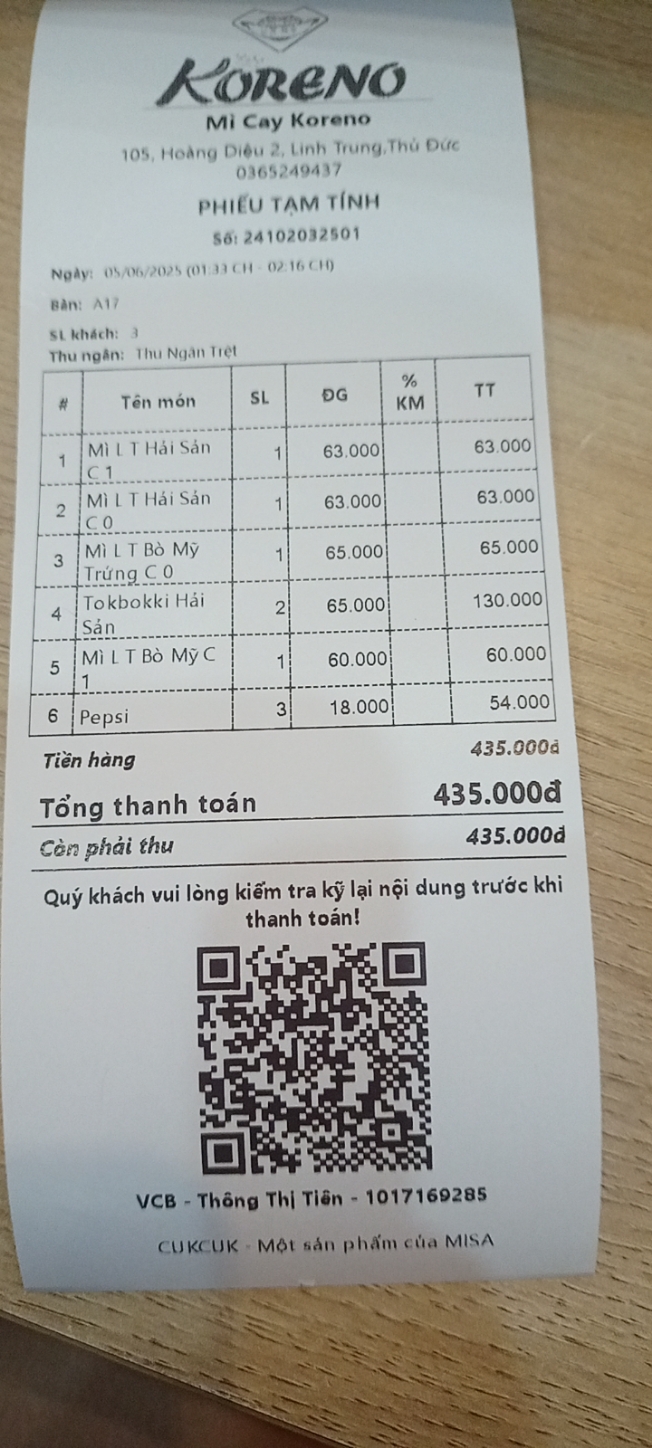 KORENO
Mì Cay Koreno
105, Hoàng Diệu 2, Linh Trung,Thủ Đức
0365249437
PHIẾU TẠM TÍNH
Số: 24102032501
Ngày: 05/06/2025 (01:33 CH - 02:16 CH)
Bàn: A17
SL khách: 3
Thu ngân: Thu Ngân Trệt
# Tên món SL ĐG % KM TT
1 Mì L T Hải Sản C 1 1 63.000 63.000
2 Mì L T Hải Sản C 0 1 63.000 63.000
3 Mì L T Bò Mỹ Trứng C 0 1 65.000 65.000
4 Tokbokki Hải Sản 2 65.000 130.000
5 Mì L T Bò Mỹ C 1 1 60.000 60.000
6 Pepsi 3 18.000 54.000
Tiền hàng 435.000đ
Tổng thanh toán 435.000đ
Còn phải thu 435.000đ
Quý khách vui lòng kiểm tra kỹ lại nội dung trước khi
thanh toán!
VCB - Thông Thị Tiên - 1017169285
CUKCUK - Một sản phẩm của MISA